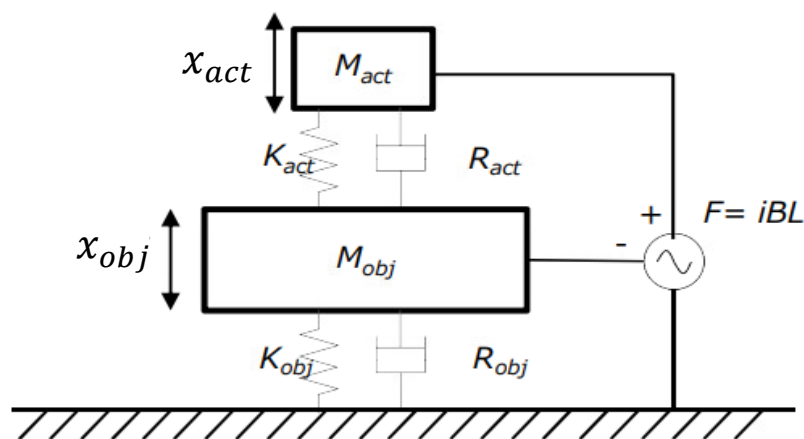 x_act
M_act
K_act
R_act
F= iBL
+
-
x_obj
M_obj
K_obj
R_obj